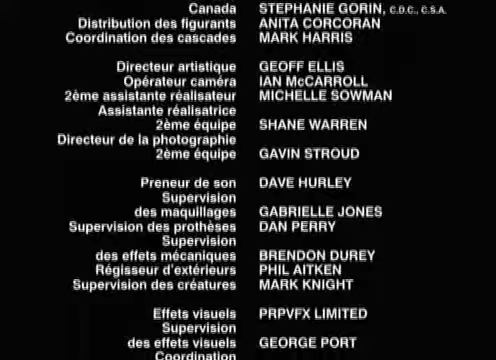 Canada STEPHANIE GORIN, C.D.C., C.S.A.
Distribution des figurants ANITA CORCORAN
Coordination des cascades MARK HARRIS
Directeur artistique GEOFF ELLIS
Opérateur caméra IAN McCARROLL
2ème assistante réalisateur MICHELLE SOWMAN
Assistante réalisatrice
2ème équipe SHANE WARREN
Directeur de la photographie
2ème équipe GAVIN STROUD
Preneur de son DAVE HURLEY
Supervision
des maquillages GABRIELLE JONES
Supervision des prothèses DAN PERRY
Supervision
des effets mécaniques BRENDON DUREY
Régisseur d'extérieurs PHIL AITKEN
Supervision des créatures MARK KNIGHT
Effets visuels PRPVFX LIMITED
Supervision
des effets visuels GEORGE PORT
Coordination